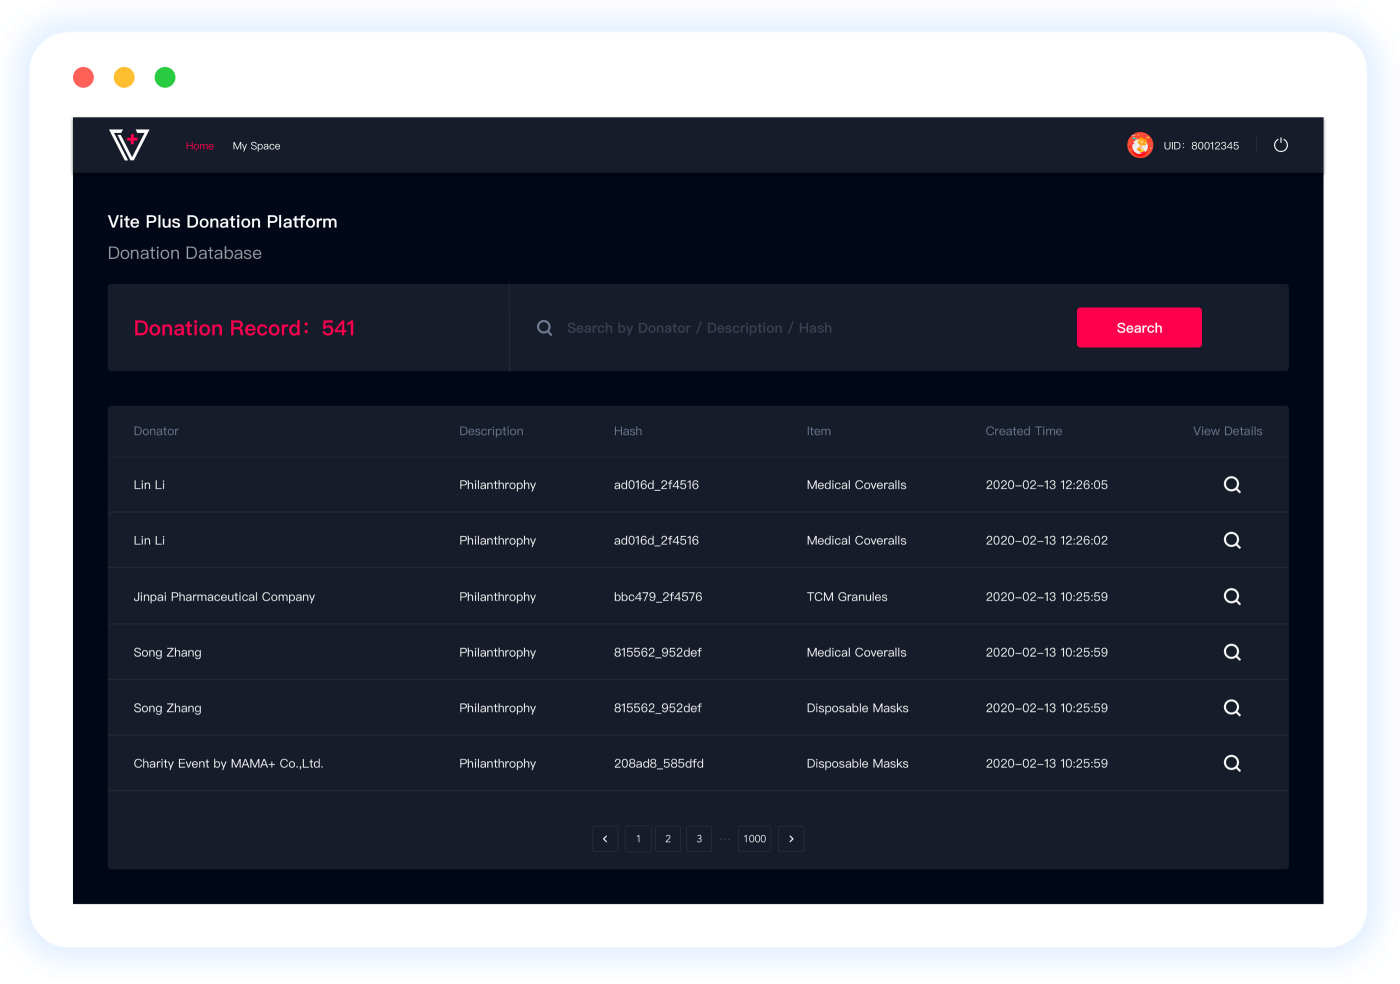 Home My Space UID：80012345
Vite Plus Donation Platform
Donation Database
Donation Record：541 Search by Donator / Description / Hash Search
Donator Description Hash Item Created Time View Details
Lin Li Philanthrophy ad016d_2f4516 Medical Coveralls 2020-02-13 12:26:05
Lin Li Philanthrophy ad016d_2f4516 Medical Coveralls 2020-02-13 12:26:02
Jinpai Pharmaceutical Company Philanthrophy bbc479_2f4576 TCM Granules 2020-02-13 10:25:59
Song Zhang Philanthrophy 815562_952def Medical Coveralls 2020-02-13 10:25:59
Song Zhang Philanthrophy 815562_952def Disposable Masks 2020-02-13 10:25:59
Charity Event by MAMA+ Co.,Ltd. Philanthrophy 208ad8_585dfd Disposable Masks 2020-02-13 10:25:59
1 2 3 ··· 1000